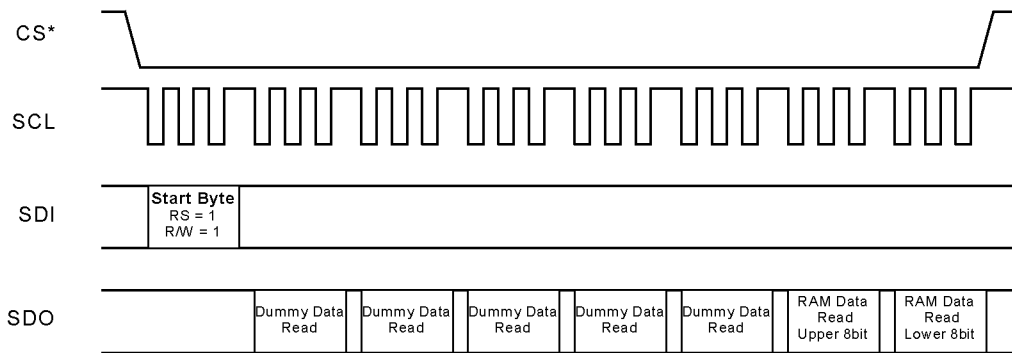 CS*
SCL
SDI
Start Byte
RS = 1
R/W = 1
SDO
Dummy Data
Read
Dummy Data
Read
Dummy Data
Read
Dummy Data
Read
Dummy Data
Read
RAM Data
Read
Upper 8bit
RAM Data
Read
Lower 8bit